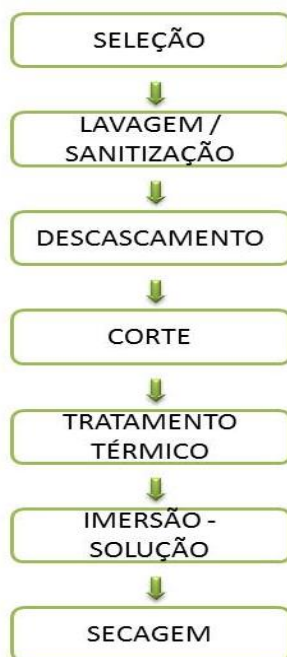 SELEÇÃO
LAVAGEM /
SANITIZAÇÃO
DESCASCAMENTO
CORTE
TRATAMENTO
TÉRMICO
IMERSÃO -
SOLUÇÃO
SECAGEM